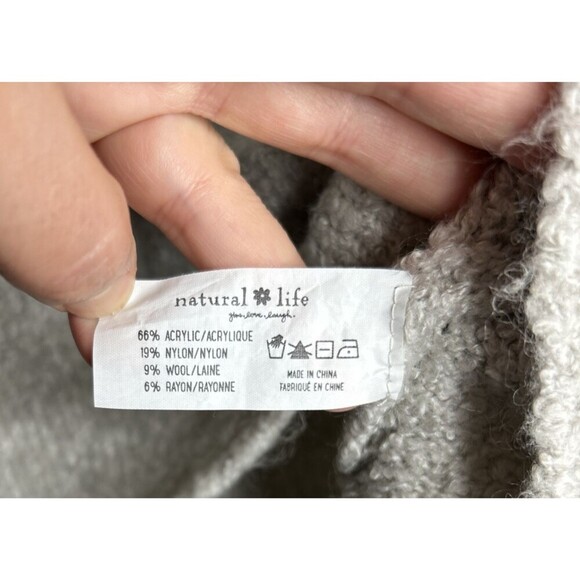 natural life
give. love. laugh.
66% ACRYLIC/ACRYLIQUE
19% NYLON/NYLON
9% WOOL/LAINE
6% RAYON/RAYONNE
MADE IN CHINA
FABRIQUÉ EN CHINE